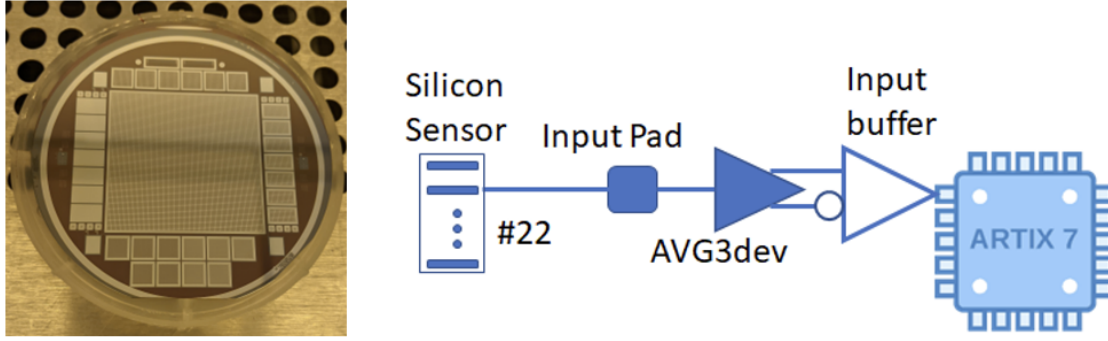 Silicon
Sensor
Input Pad
Input
buffer
#22
AVG3dev
ARTIX 7